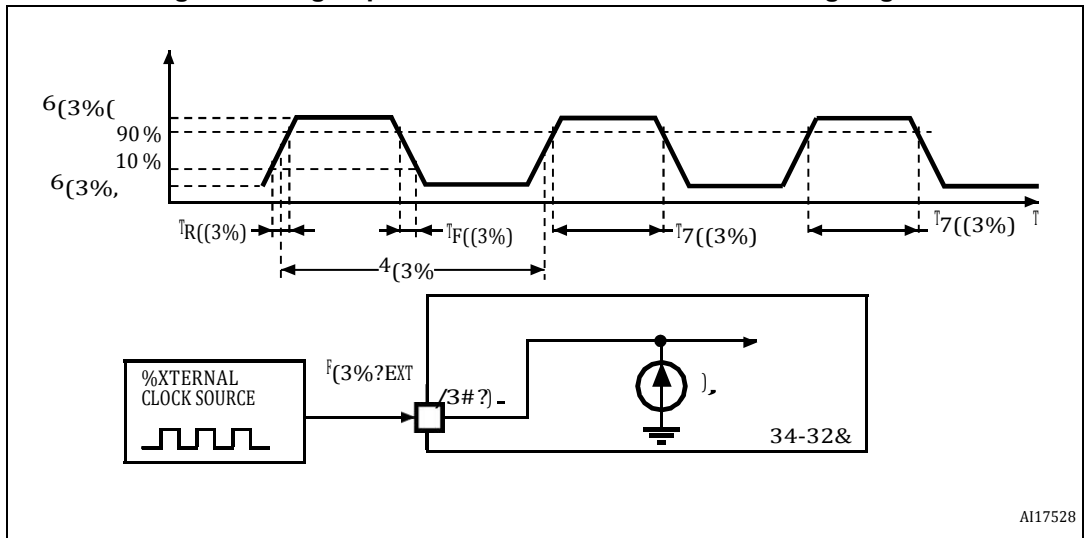 6(3%(
90 %
10 %
6(3%,
TR((3%)
TF((3%)
T7((3%)
T7((3%)
T
4(3%
%XTERNAL
CLOCK SOURCE
F(3%?EXT
/3#?) -
),
34-32&
AI17528